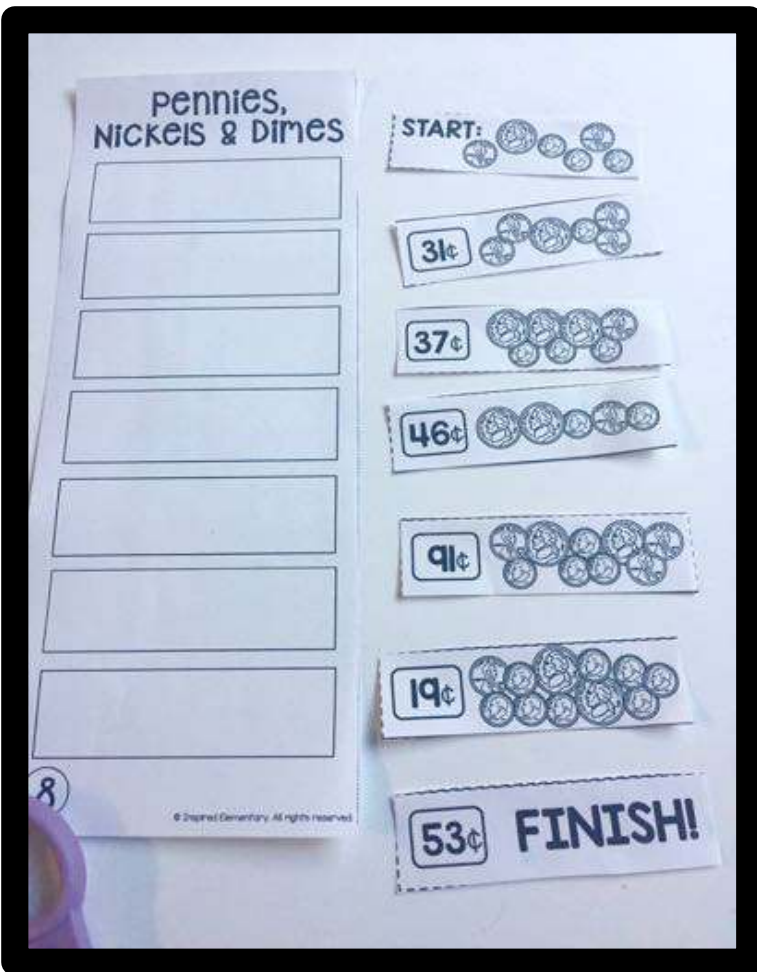 Pennies,
Nickels & Dimes
8
© Inspired Elementary. All rights reserved.
START:
31¢
37¢
46¢
91¢
19¢
53¢ FINISH!